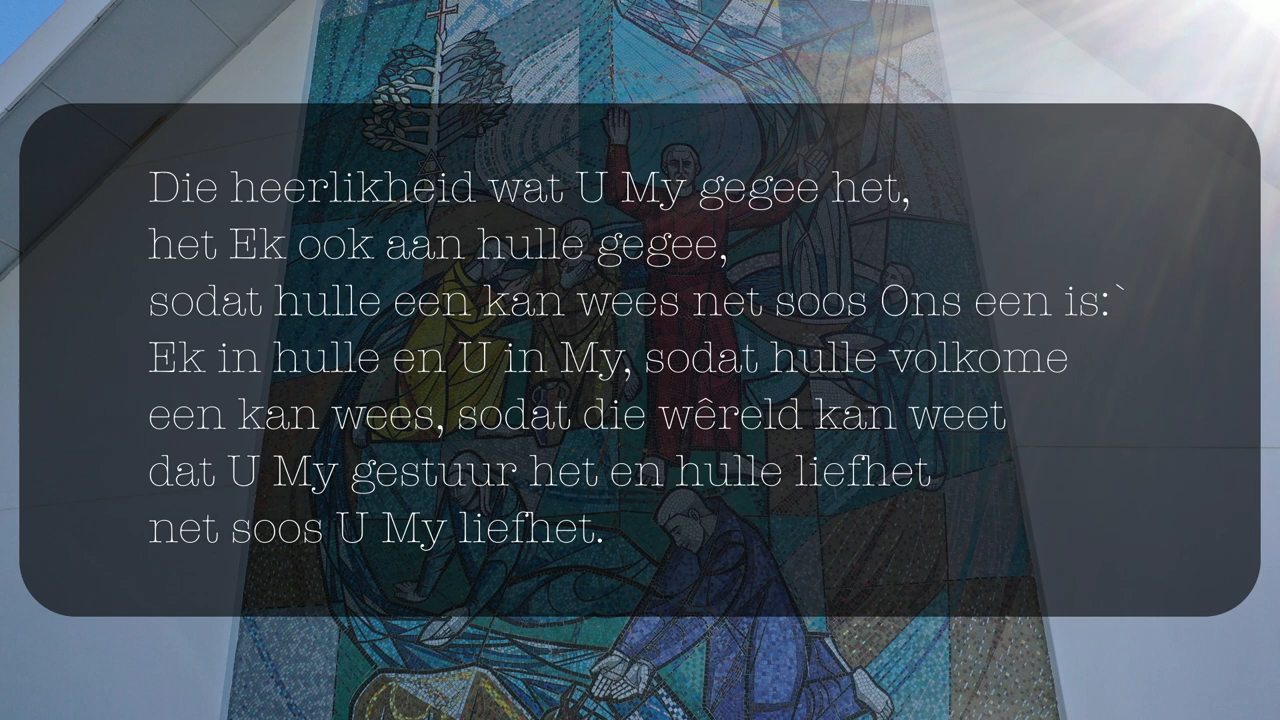 Die heerlikheid wat U My gegee het,
het Ek ook aan hulle gegee,
sodat hulle een kan wees net soos Ons een is:`
Ek in hulle en U in My, sodat hulle volkome
een kan wees, sodat die wêreld kan weet
dat U My gestuur het en hulle liefhet
net soos U My liefhet.